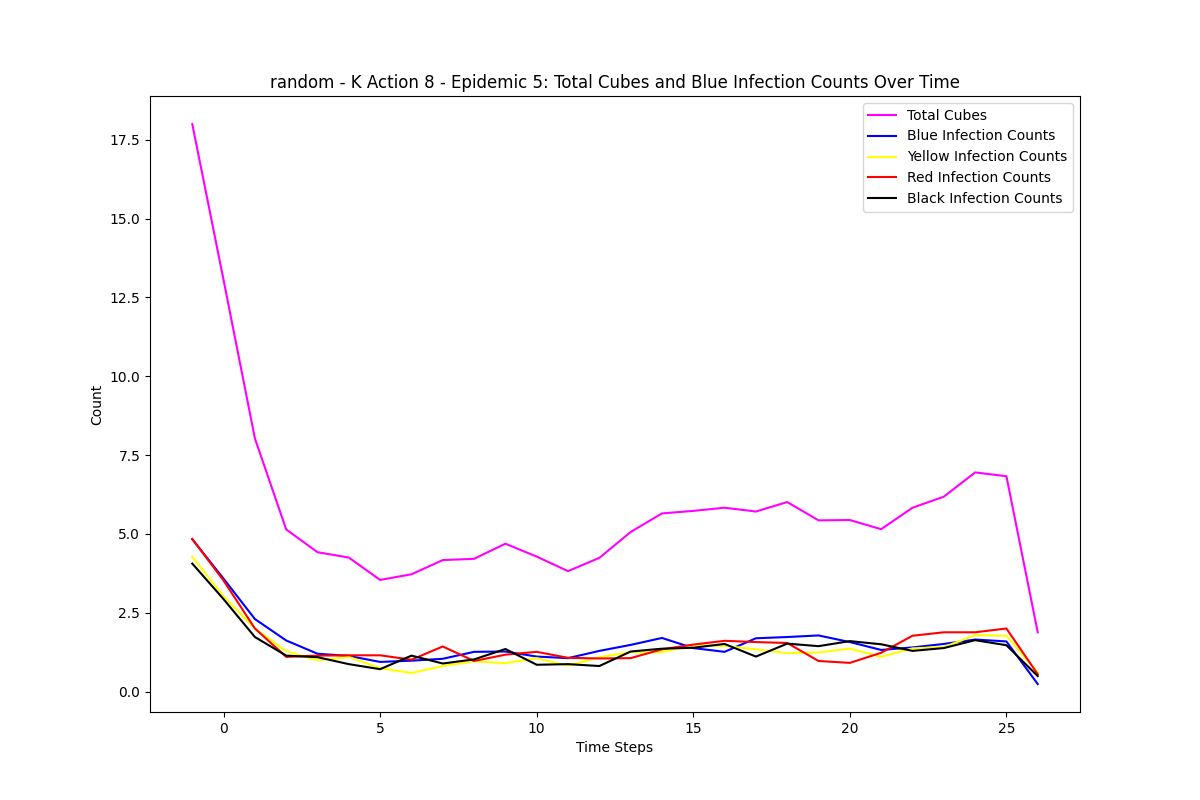 random - K Action 8 - Epidemic 5: Total Cubes and Blue Infection Counts Over Time
Total Cubes
Blue Infection Counts
Yellow Infection Counts
Red Infection Counts
Black Infection Counts
17.5
15.0
12.5
10.0
7.5
5.0
2.5
0.0
Count
0 5 10 15 20 25
Time Steps